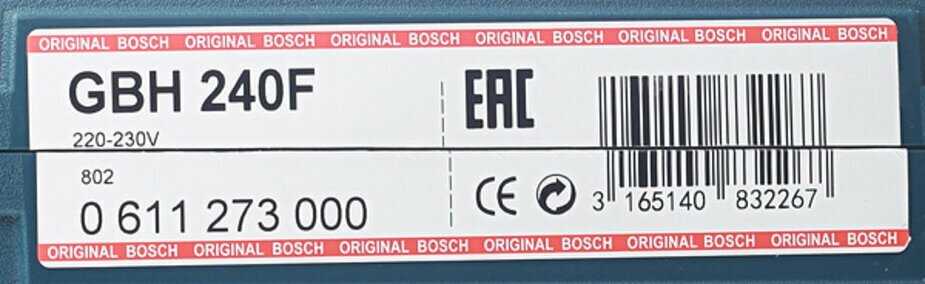 ORIGINAL BOSCH ORIGINAL BOSCH ORIGINAL BOSCH ORIGINAL BOSCH ORIGINAL BOSCH ORIGINAL BOSCH
GBH 240F
EAC
220-230V
802
0 611 273 000
CE
3 165140 832267
ORIGINAL BOSCH ORIGINAL BOSCH ORIGINAL BOSCH ORIGINAL BOSCH ORIGINAL BOSCH ORIGINAL BOSCH